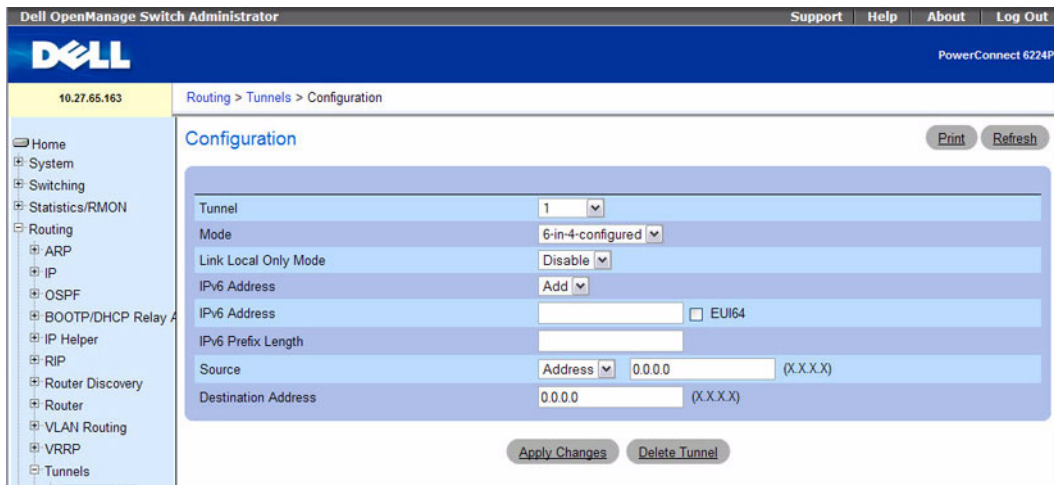 Dell OpenManage Switch Administrator
Support Help About Log Out
DELL
PowerConnect 6224P
10.27.65.163
Routing > Tunnels > Configuration
Home
System
Switching
Statistics/RMON
Routing
ARP
IP
OSPF
BOOTP/DHCP Relay A
IP Helper
RIP
Router Discovery
Router
VLAN Routing
VRRP
Tunnels
Configuration
Print Refresh
Tunnel 1
Mode 6-in-4-configured
Link Local Only Mode Disable
IPv6 Address Add
IPv6 Address EUI64
IPv6 Prefix Length
Source Address 0.0.0.0 (X.X.X.X)
Destination Address 0.0.0.0 (X.X.X.X)
Apply Changes Delete Tunnel